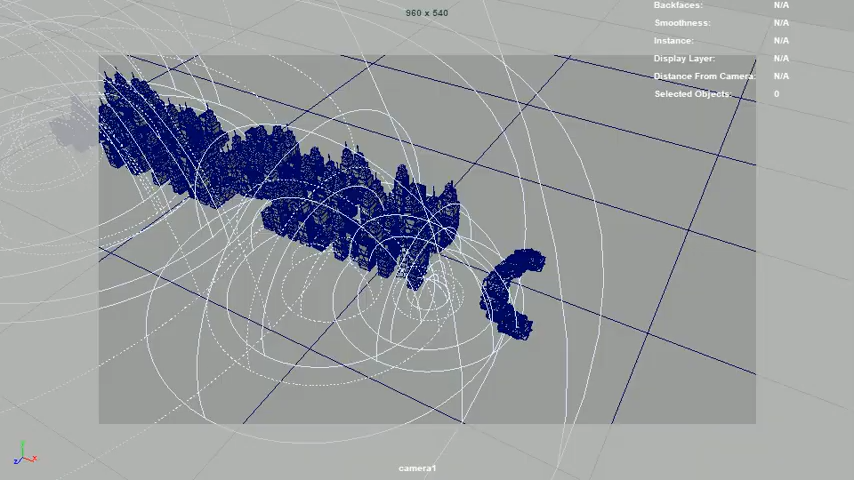 960 x 540
Backfaces: N/A
Smoothness: N/A
Instance: N/A
Display Layer: N/A
Distance From Camera: N/A
Selected Objects: 0
y
z x
camera1